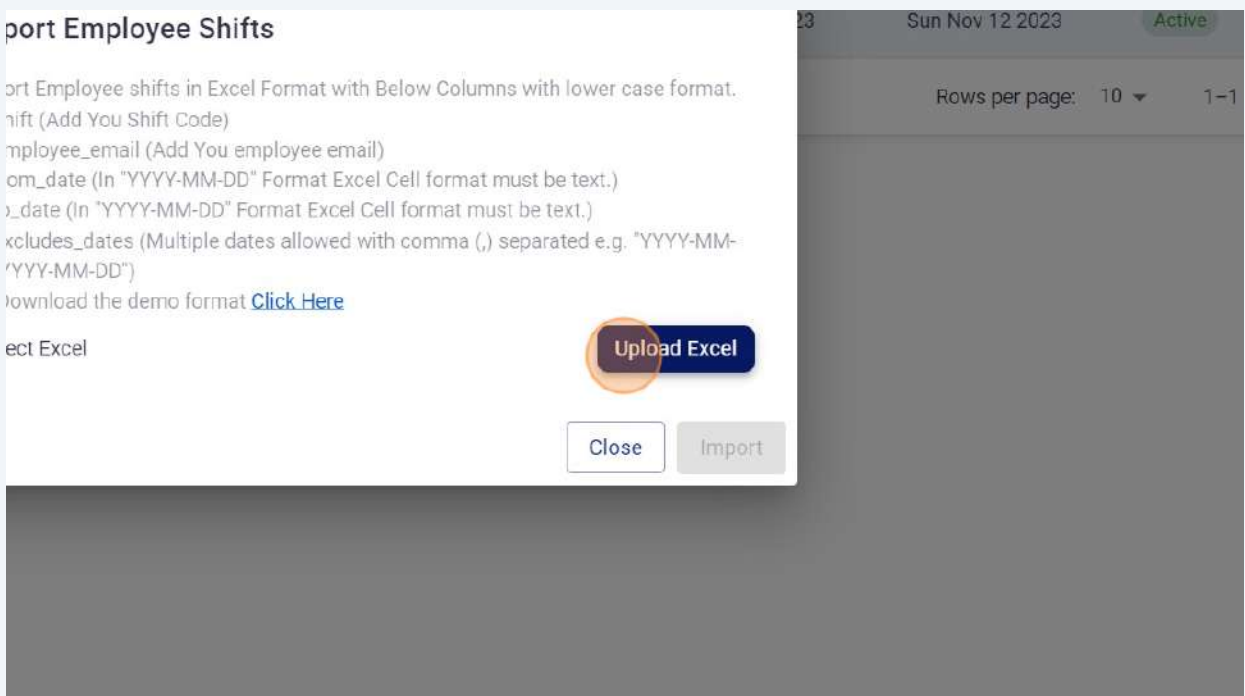 port Employee Shifts
23 Sun Nov 12 2023 Active
ort Employee shifts in Excel Format with Below Columns with lower case format.
Rows per page: 10 1–1
hift (Add You Shift Code)
mployee_email (Add You employee email)
om_date (In "YYYY-MM-DD" Format Excel Cell format must be text.)
o_date (In "YYYY-MM-DD" Format Excel Cell format must be text.)
xcludes_dates (Multiple dates allowed with comma (,) separated e.g. "YYYY-MM-
YYYY-MM-DD")
Download the demo format Click Here
ect Excel
Upload Excel
Close Import